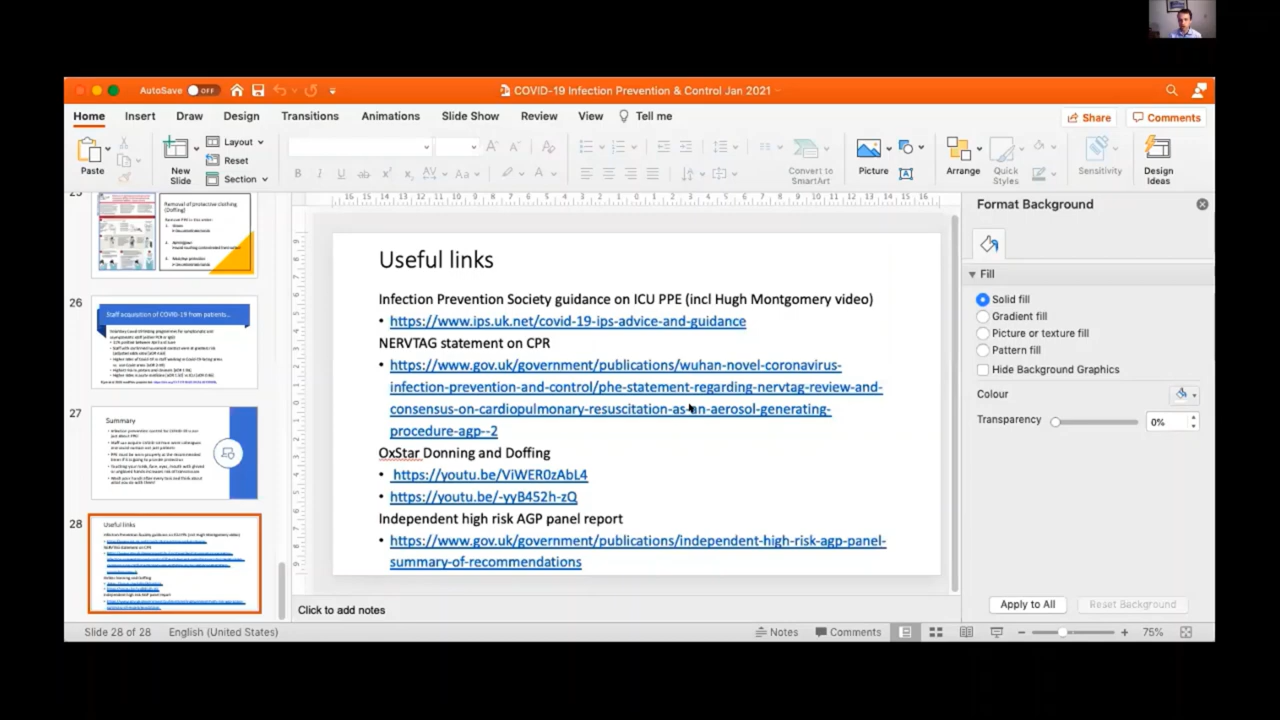 AutoSave OFF
COVID-19 Infection Prevention & Control Jan 2021
Home Insert Draw Design Transitions Animations Slide Show Review View Tell me
Share Comments
Paste
New Slide
Layout
Reset
Section
Convert to SmartArt
Picture
Arrange
Quick Styles
Sensitivity
Design Ideas
Removal of protective clothing
(Doffing)
26
Staff acquisition of COVID-19 from patients...
27
Summary
28
Useful links
Useful links
Infection Prevention Society guidance on ICU PPE (incl Hugh Montgomery video)
• https://www.ips.uk.net/covid-19-ips-advice-and-guidance
NERVTAG statement on CPR
• https://www.gov.uk/government/publications/wuhan-novel-coronavirus-
infection-prevention-and-control/phe-statement-regarding-nervtag-review-and-
consensus-on-cardiopulmonary-resuscitation-as-an-aerosol-generating-
procedure-agp--2
OxStar Donning and Doffing
• https://youtu.be/ViWER0zAbL4
• https://youtu.be/-yyB452h-zQ
Independent high risk AGP panel report
• https://www.gov.uk/government/publications/independent-high-risk-agp-panel-
summary-of-recommendations
Click to add notes
Format Background
Fill
Solid fill
Gradient fill
Picture or texture fill
Pattern fill
Hide Background Graphics
Colour
Transparency 0%
Apply to All Reset Background
Slide 28 of 28 English (United States)
Notes Comments 75%